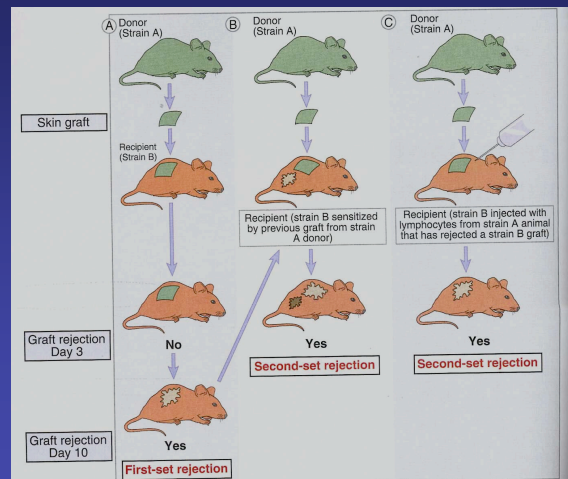 A
Donor
(Strain A)
B
Donor
(Strain A)
C
Donor
(Strain A)
Skin graft
Recipient
(Strain B)
Recipient (strain B sensitized
by previous graft from strain
A donor)
Recipient (strain B injected with
lymphocytes from strain A animal
that has rejected a strain B graft)
Graft rejection
Day 3
No
Yes
Second-set rejection
Yes
Second-set rejection
Graft rejection
Day 10
Yes
First-set rejection